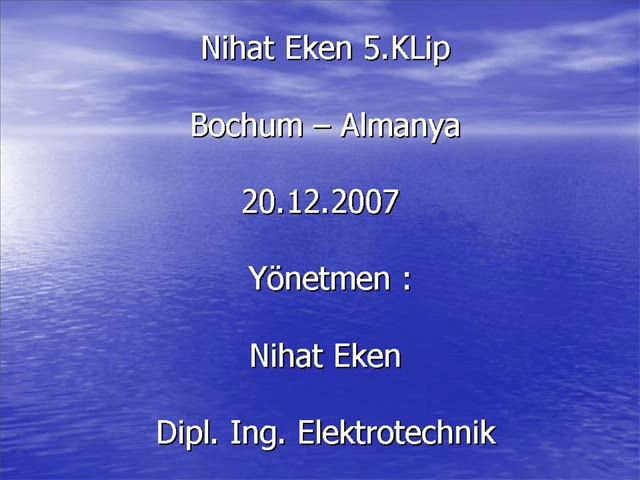 Nihat Eken 5.KLip
Bochum – Almanya
20.12.2007
Yönetmen :
Nihat Eken
Dipl. Ing. Elektrotechnik